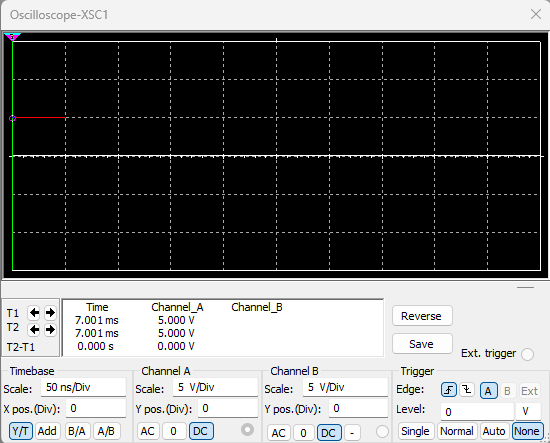 Oscilloscope-XSC1
Time Channel_A Channel_B
T1 7.001 ms 5.000 V
T2 7.001 ms 5.000 V
T2-T1 0.000 s 0.000 V
Reverse
Save
Ext. trigger
Timebase Channel A Channel B Trigger
Scale: 50 ns/Div Scale: 5 V/Div Scale: 5 V/Div Edge: A B Ext
X pos.(Div): 0 Y pos.(Div): 0 Y pos.(Div): 0 Level: 0 V
Y/T Add B/A A/B AC 0 DC AC 0 DC - Single Normal Auto None